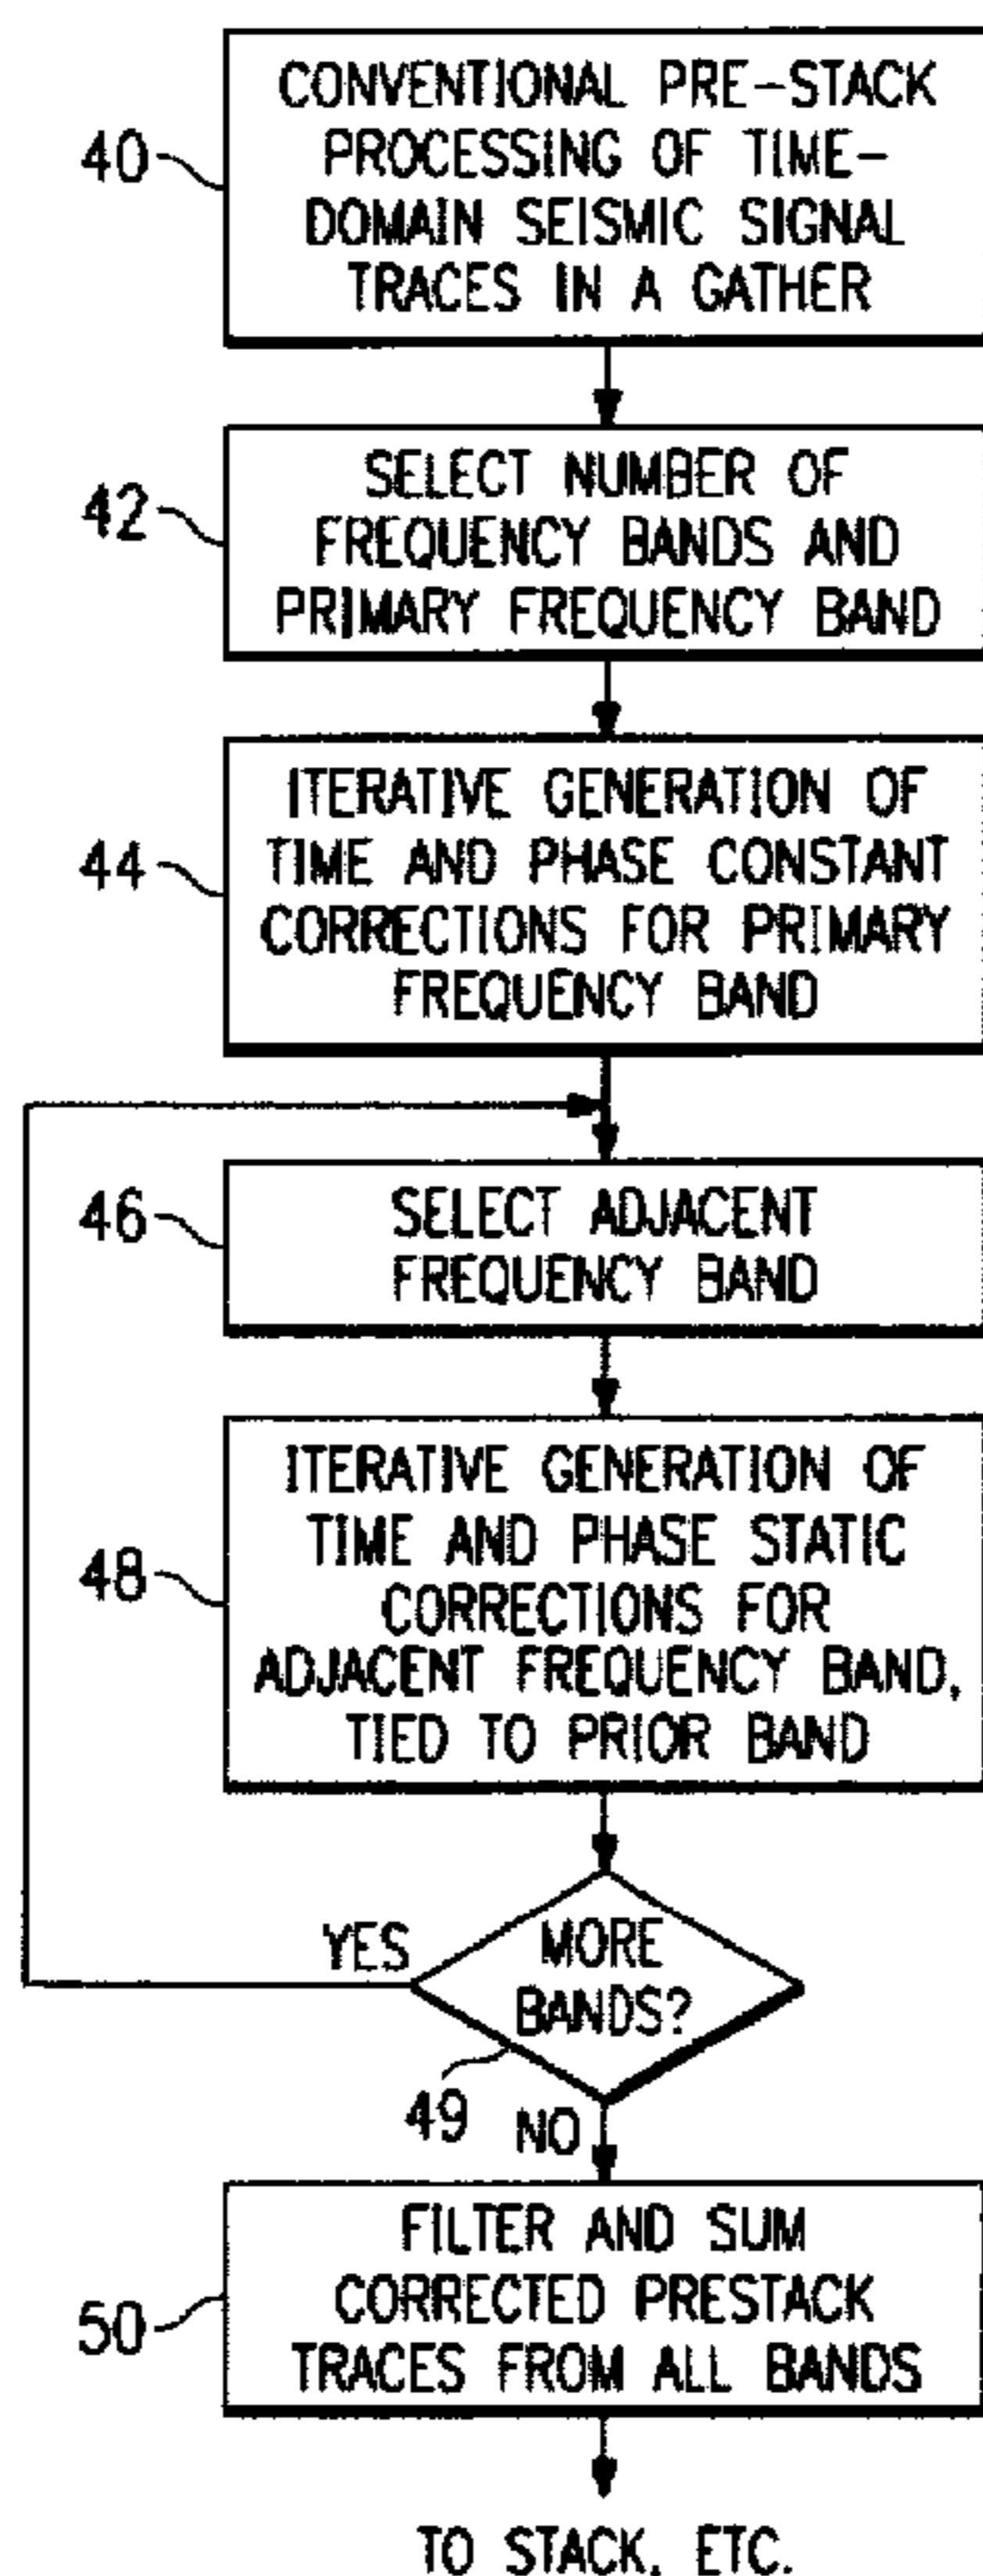 CONVENTIONAL PRE-STACK
PROCESSING OF TIME-
DOMAIN SEISMIC SIGNAL
TRACES IN A GATHER
40
SELECT NUMBER OF
FREQUENCY BANDS AND
PRIMARY FREQUENCY BAND
42
ITERATIVE GENERATION OF
TIME AND PHASE CONSTANT
CORRECTIONS FOR PRIMARY
FREQUENCY BAND
44
SELECT ADJACENT
FREQUENCY BAND
46
ITERATIVE GENERATION OF
TIME AND PHASE STATIC
CORRECTIONS FOR
ADJACENT FREQUENCY BAND,
TIED TO PRIOR BAND
48
YES
MORE
BANDS?
49
NO
FILTER AND SUM
CORRECTED PRESTACK
TRACES FROM ALL BANDS
50
TO STACK, ETC.